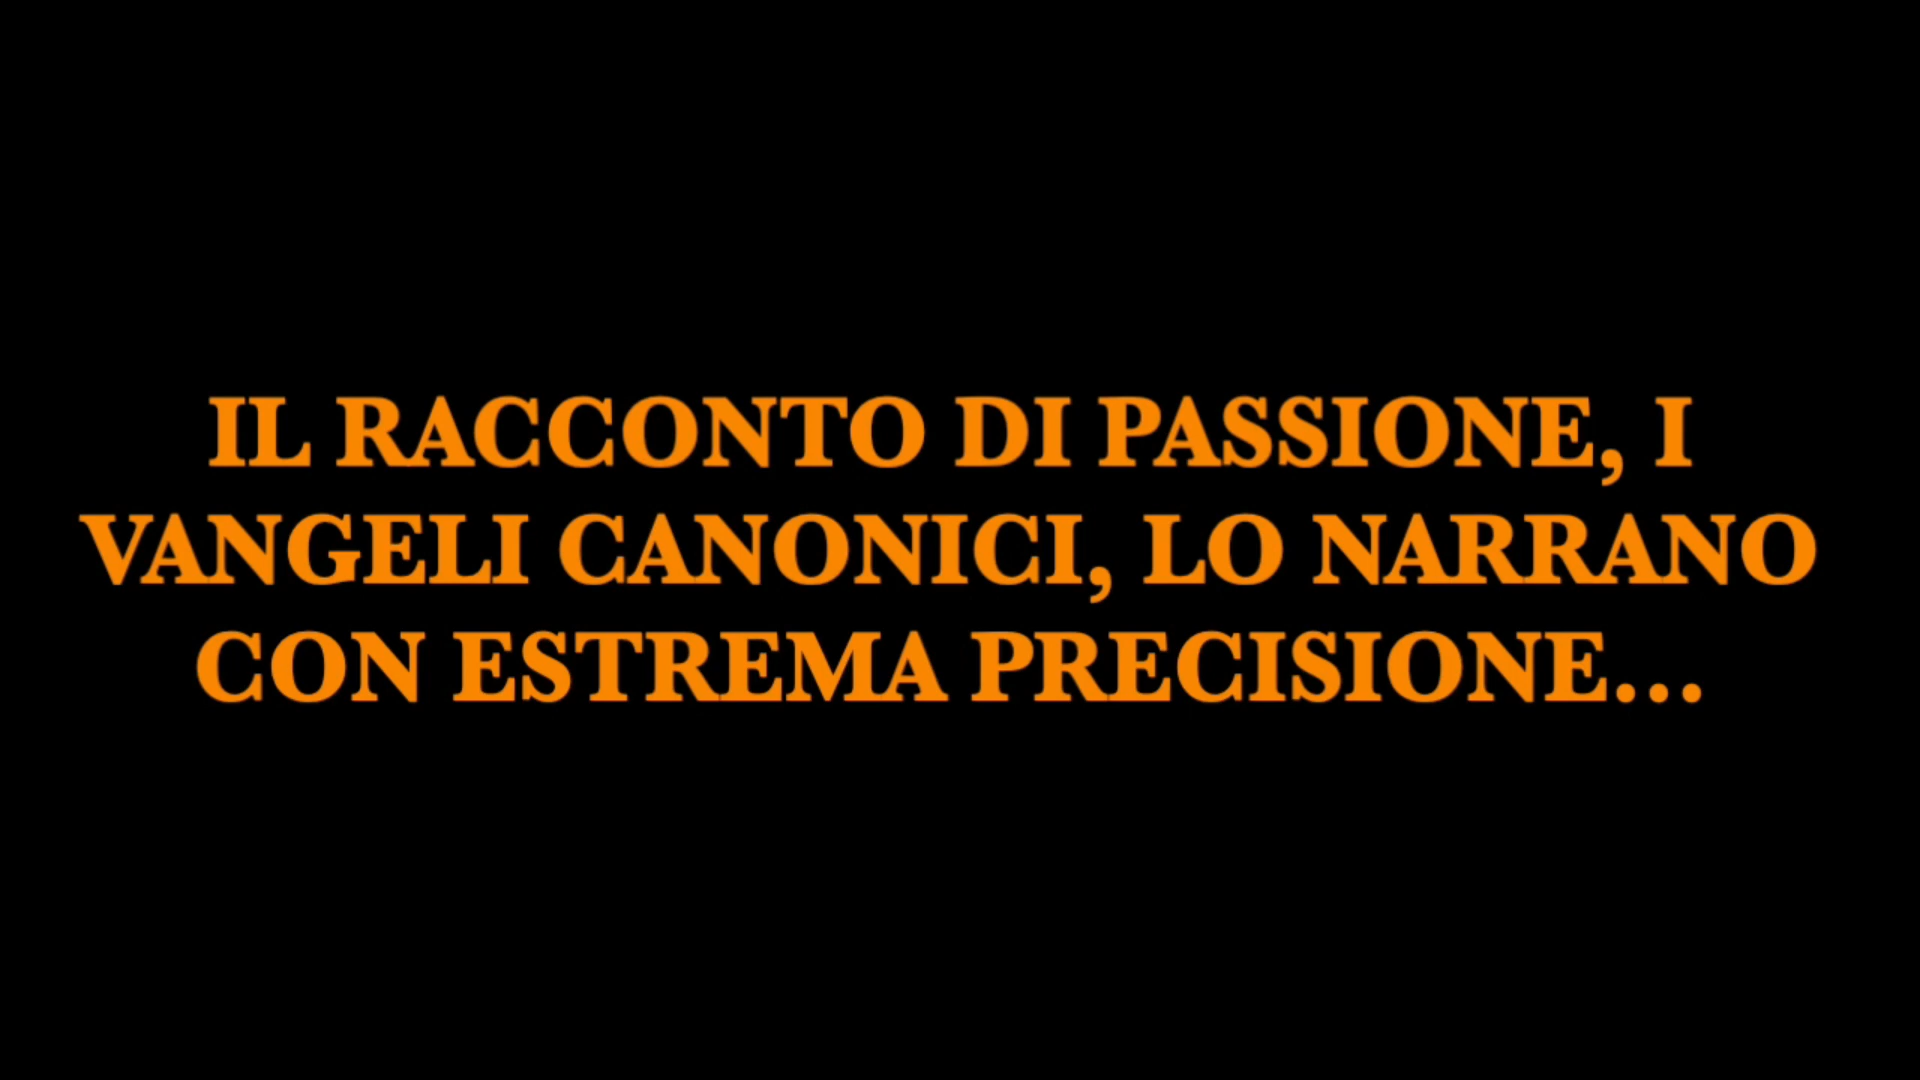 IL RACCONTO DI PASSIONE, I
VANGELI CANONICI, LO NARRANO
CON ESTREMA PRECISIONE...